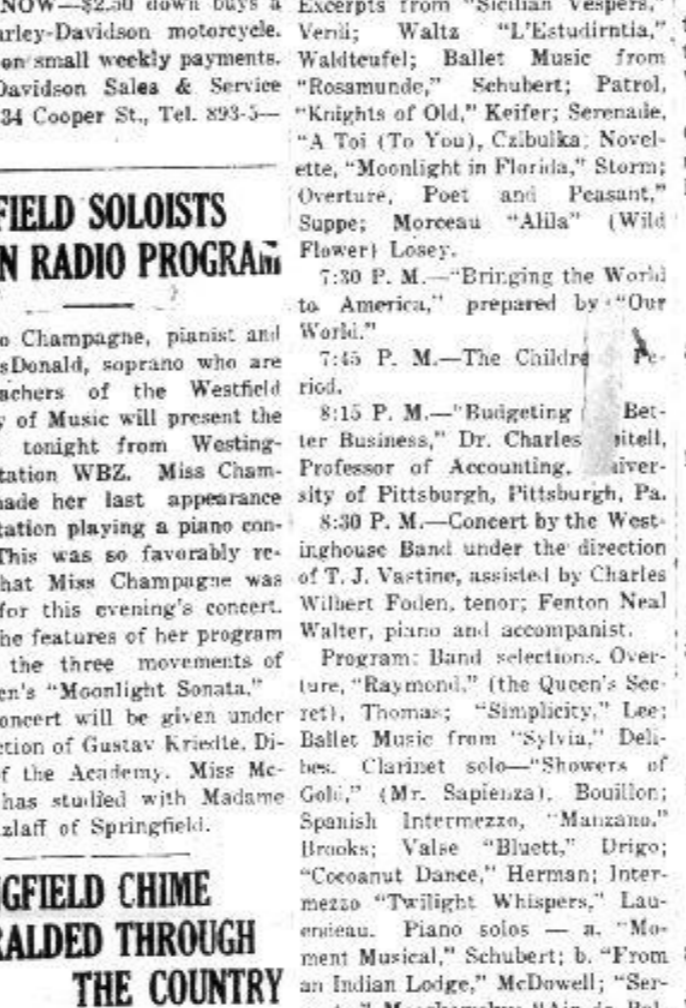 NOW—$2.50 down buys a
arley-Davidson motorcycle.
on small weekly payments.
Davidson Sales & Service
34 Cooper St., Tel. 893-5—
FIELD SOLOISTS
N RADIO PROGRAM
o Champagne, pianist and
sDonald, soprano who are
achers of the Westfield
y of Music will present the
tonight from Westing-
tation WBZ. Miss Cham-
nade her last appearance
tation playing a piano con-
This was so favorably re-
hat Miss Champagne was
for this evening's concert.
he features of her program
the three movements of
en's "Moonlight Sonata."
oncert will be given under
ction of Gustav Kriedte, Di-
f the Academy. Miss Mc-
has studied with Madame
zlaff of Springfield.
NGFIELD CHIME
RALDED THROUGH
THE COUNTRY
Excerpts from "Sicilian Vespers,"
Verdi; Waltz "L'Estudirntia,"
Waldteufel; Ballet Music from
"Rosamunde," Schubert; Patrol,
"Knights of Old," Keifer; Serenade,
"A Toi (To You), Czibulka; Novel-
ette, "Moonlight in Florida," Storm;
Overture, Poet and Peasant,"
Suppe; Morceau "Alila" (Wild
Flower) Losey.
7:30 P. M.—"Bringing the World
to America," prepared by "Our
World."
7:45 P. M.—The Childre Pe-
riod.
8:15 P. M.—"Budgeting Bet-
ter Business," Dr. Charles eitell,
Professor of Accounting, niver-
sity of Pittsburgh, Pittsburgh, Pa.
8:30 P. M.—Concert by the West-
inghouse Band under the direction
of T. J. Vastine, assisted by Charles
Wilbert Foden, tenor; Fenton Neal
Walter, piano and accompanist.
Program: Band selections. Over-
ture, "Raymond," (the Queen's Sec-
ret), Thomas; "Simplicity," Lee;
Ballet Music from "Sylvia," Deli-
bes. Clarinet solo—"Showers of
Gold," (Mr. Sapienza), Bouillon;
Spanish Intermezzo, "Manzano,"
Brooks; Valse "Bluett," Drigo;
"Cocoanut Dance," Herman; Inter-
mezzo "Twilight Whispers," Lau-
endeau. Piano solos — a. "Mo-
ment Musical," Schubert; b. "From
an Indian Lodge," McDowell; "Ser-